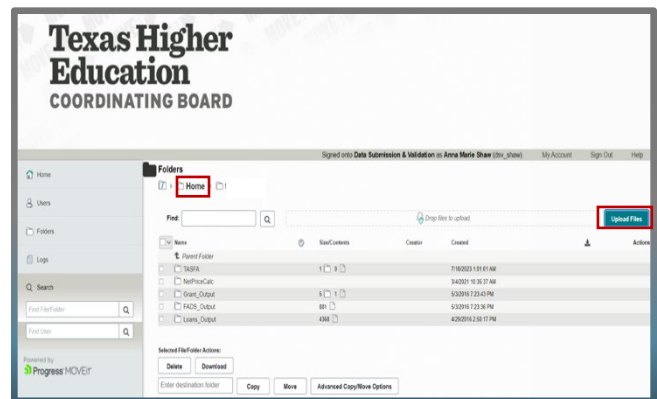 Texas Higher
Education
COORDINATING BOARD
Signed onto Data Submission & Validation as Anna Marie Shaw (dsv_shaw) My Account Sign Out Help
Home
Users
Folders
Logs
Search
Find File/Folder
Find User
Powered by
Progress MOVEit
Folders
/ > Home > !
Find:
Drop files to upload
Upload Files
Name Size/Contents Creator Created Actions
Parent Folder
TASFA 1 0 7/18/2023 1:01:01 AM
NetPriceCalc 3/4/2021 10:36:37 AM
Grant_Output 5 1 5/3/2016 7:23:43 PM
FADS_Output 881 5/3/2016 7:23:36 PM
Loans_Output 4368 4/29/2016 2:58:17 PM
Selected File/Folder Actions:
Delete Download
Enter destination folder Copy Move Advanced Copy/Move Options